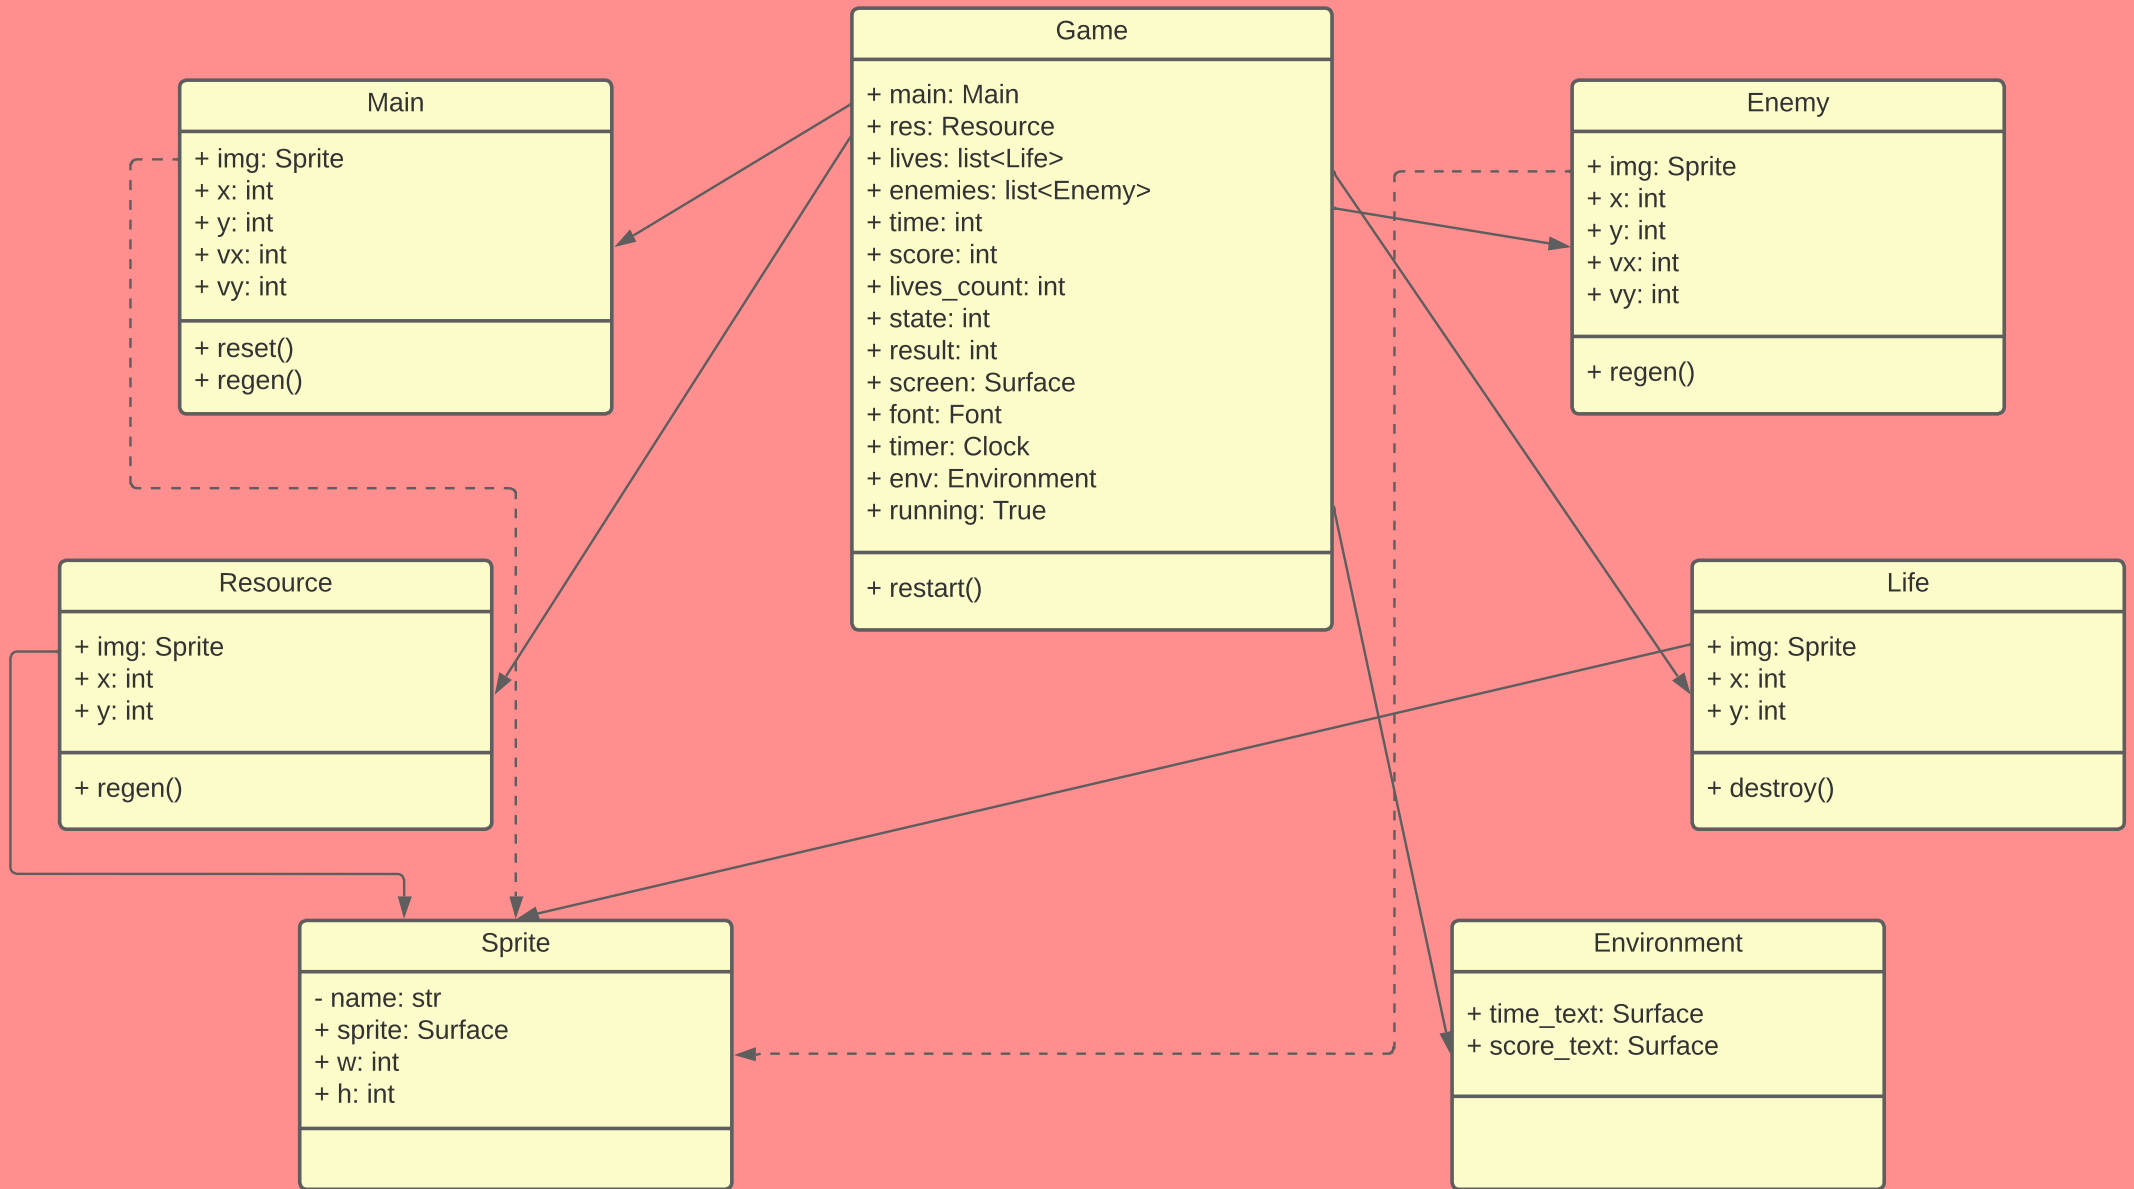 Game
+ main: Main
+ res: Resource
+ lives: list<Life>
+ enemies: list<Enemy>
+ time: int
+ score: int
+ lives_count: int
+ state: int
+ result: int
+ screen: Surface
+ font: Font
+ timer: Clock
+ env: Environment
+ running: True
+ restart()
Main
+ img: Sprite
+ x: int
+ y: int
+ vx: int
+ vy: int
+ reset()
+ regen()
Enemy
+ img: Sprite
+ x: int
+ y: int
+ vx: int
+ vy: int
+ regen()
Resource
+ img: Sprite
+ x: int
+ y: int
+ regen()
Life
+ img: Sprite
+ x: int
+ y: int
+ destroy()
Sprite
- name: str
+ sprite: Surface
+ w: int
+ h: int
Environment
+ time_text: Surface
+ score_text: Surface